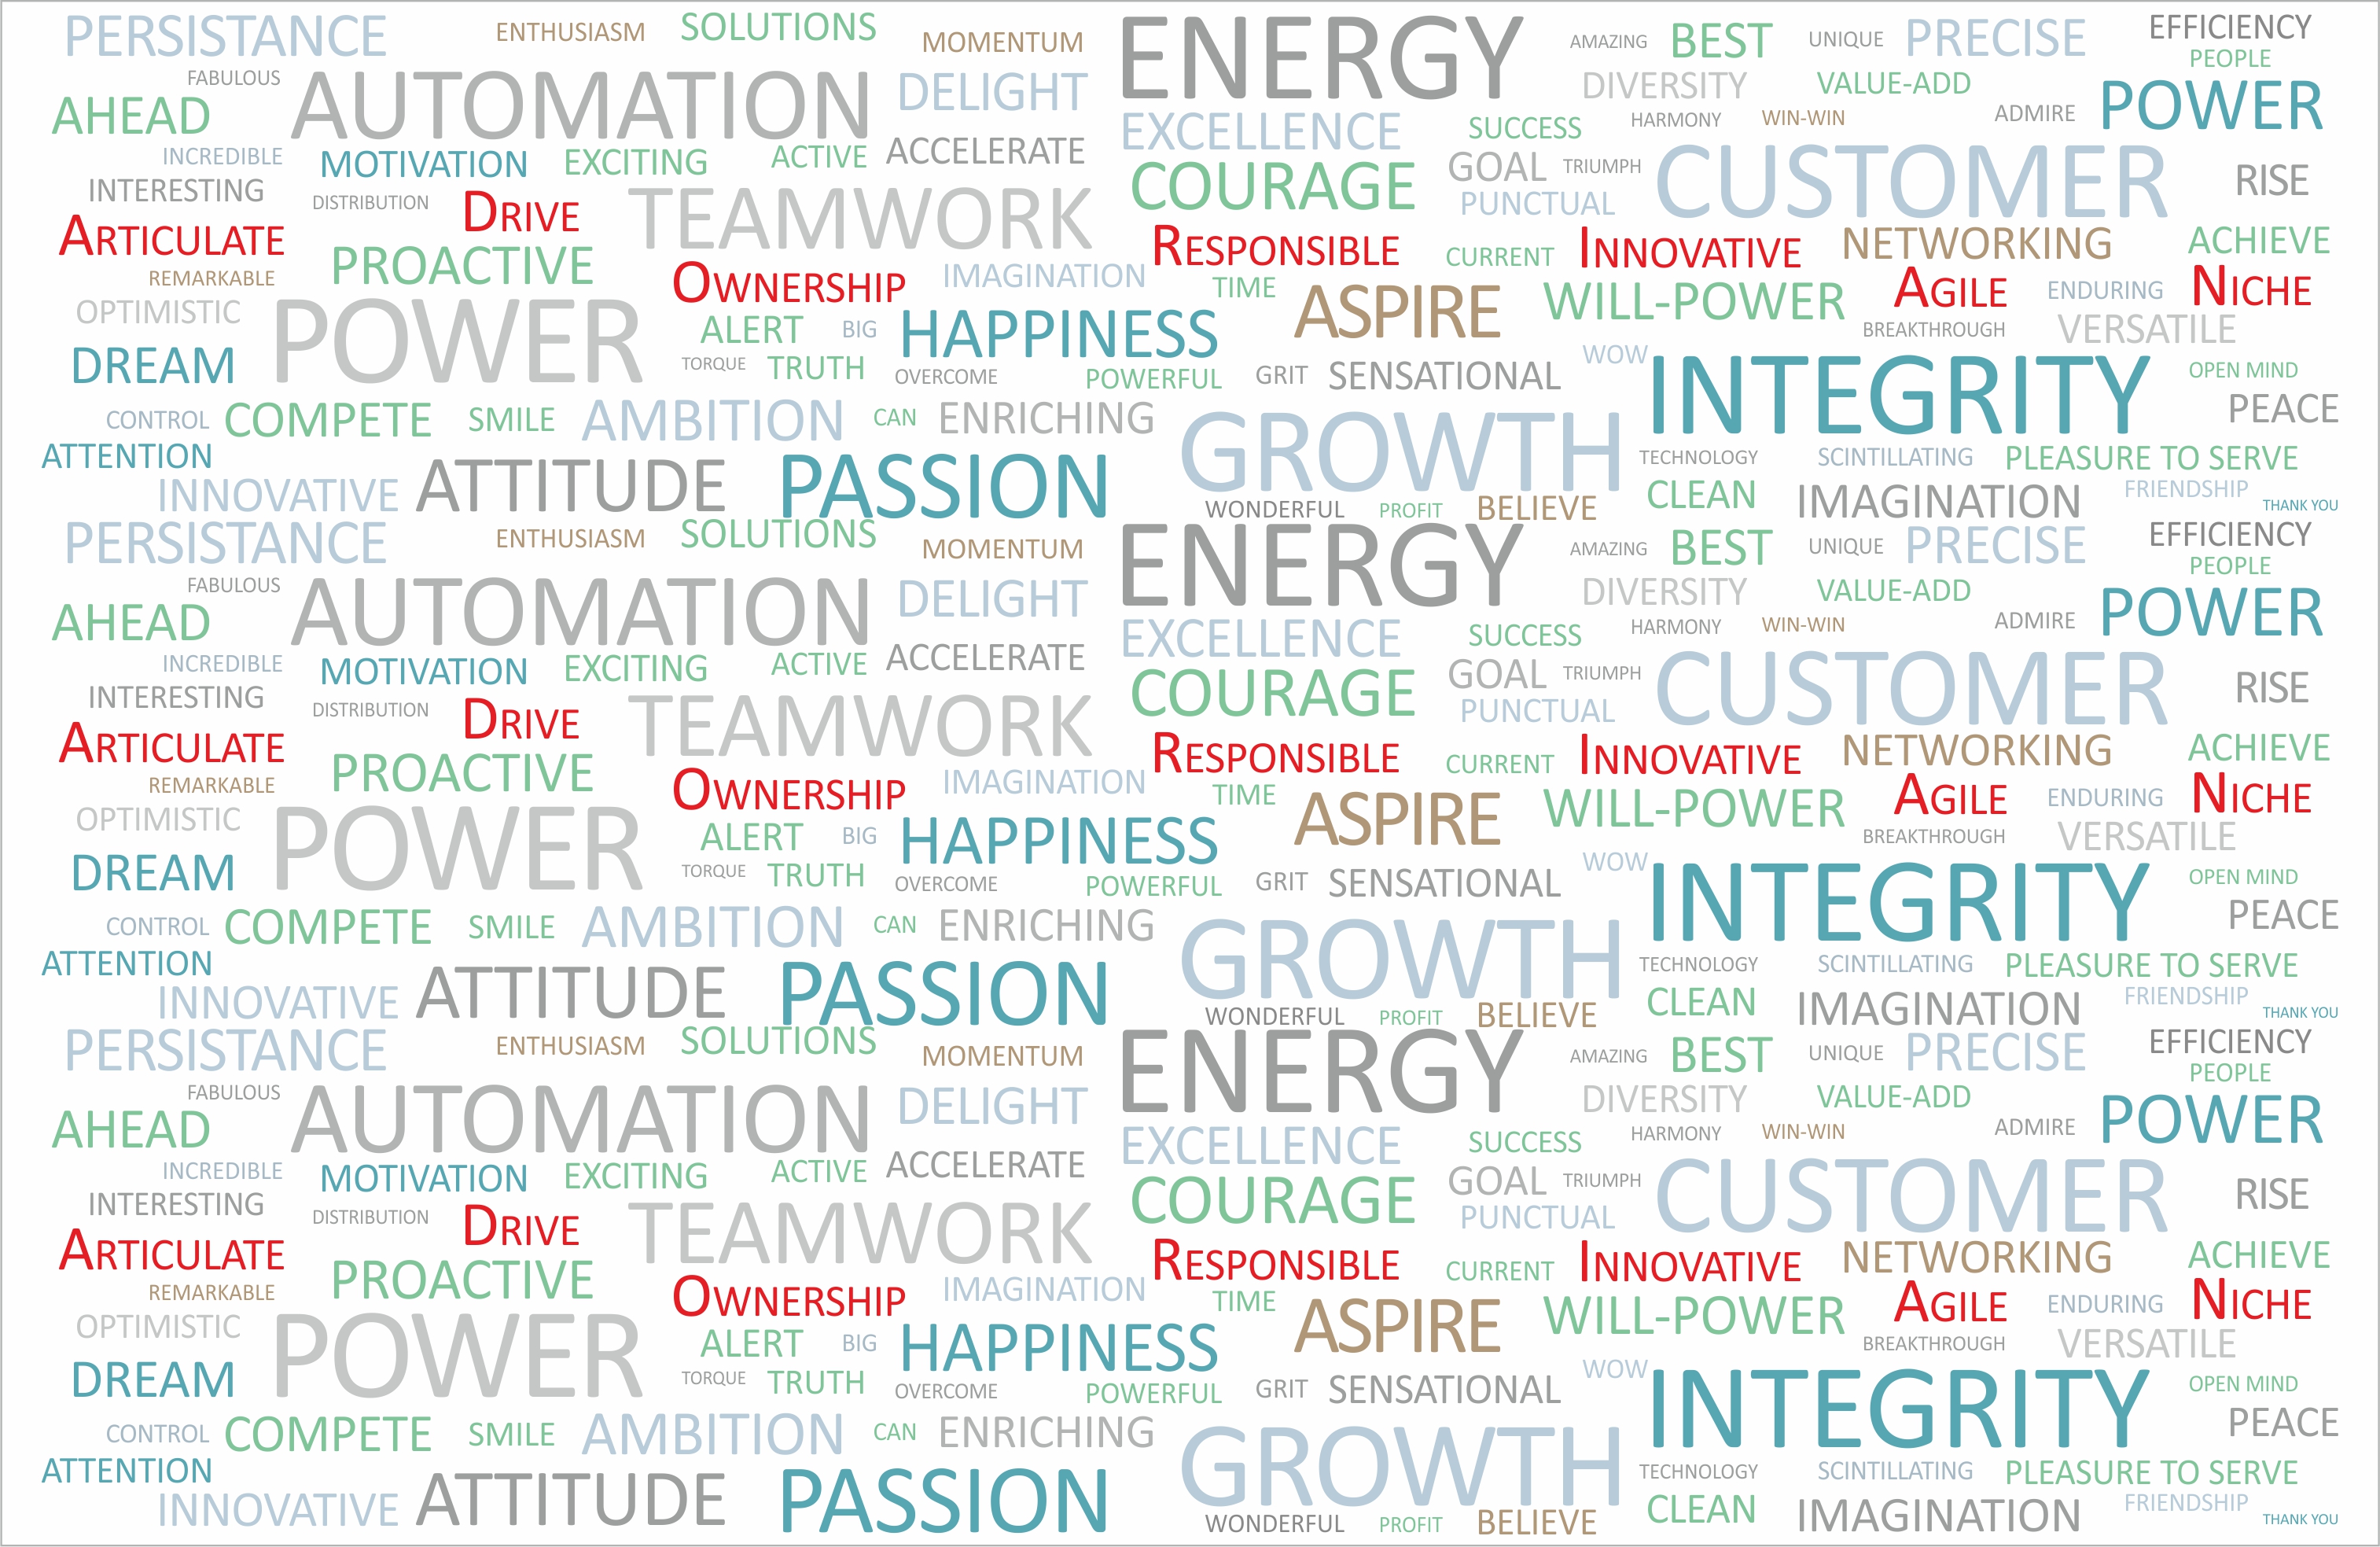 PERSISTANCE ENTHUSIASM SOLUTIONS MOMENTUM ENERGY AMAZING BEST UNIQUE PRECISE EFFICIENCY
FABULOUS AUTOMATION DELIGHT DIVERSITY VALUE-ADD PEOPLE
AHEAD EXCELLENCE SUCCESS HARMONY WIN-WIN ADMIRE POWER
INCREDIBLE MOTIVATION EXCITING ACTIVE ACCELERATE COURAGE GOAL TRIUMPH CUSTOMER RISE
INTERESTING DISTRIBUTION DRIVE TEAMWORK PUNCTUAL
ARTICULATE PROACTIVE RESPONSIBLE CURRENT INNOVATIVE NETWORKING ACHIEVE
REMARKABLE OWNERSHIP IMAGINATION TIME ASPIRE WILL-POWER AGILE ENDURING NICHE
OPTIMISTIC POWER ALERT BIG HAPPINESS BREAKTHROUGH VERSATILE
DREAM TORQUE TRUTH OVERCOME POWERFUL GRIT SENSATIONAL WOW INTEGRITY OPEN MIND
CONTROL COMPETE SMILE AMBITION CAN ENRICHING GROWTH PEACE
ATTENTION TECHNOLOGY SCINTILLATING PLEASURE TO SERVE
INNOVATIVE ATTITUDE PASSION WONDERFUL PROFIT BELIEVE CLEAN IMAGINATION FRIENDSHIP THANK YOU
PERSISTANCE ENTHUSIASM SOLUTIONS MOMENTUM ENERGY AMAZING BEST UNIQUE PRECISE EFFICIENCY
FABULOUS AUTOMATION DELIGHT DIVERSITY VALUE-ADD PEOPLE
AHEAD EXCELLENCE SUCCESS HARMONY WIN-WIN ADMIRE POWER
INCREDIBLE MOTIVATION EXCITING ACTIVE ACCELERATE COURAGE GOAL TRIUMPH CUSTOMER RISE
INTERESTING DISTRIBUTION DRIVE TEAMWORK PUNCTUAL
ARTICULATE PROACTIVE RESPONSIBLE CURRENT INNOVATIVE NETWORKING ACHIEVE
REMARKABLE OWNERSHIP IMAGINATION TIME ASPIRE WILL-POWER AGILE ENDURING NICHE
OPTIMISTIC POWER ALERT BIG HAPPINESS BREAKTHROUGH VERSATILE
DREAM TORQUE TRUTH OVERCOME POWERFUL GRIT SENSATIONAL WOW INTEGRITY OPEN MIND
CONTROL COMPETE SMILE AMBITION CAN ENRICHING GROWTH PEACE
ATTENTION TECHNOLOGY SCINTILLATING PLEASURE TO SERVE
INNOVATIVE ATTITUDE PASSION WONDERFUL PROFIT BELIEVE CLEAN IMAGINATION FRIENDSHIP THANK YOU
PERSISTANCE ENTHUSIASM SOLUTIONS MOMENTUM ENERGY AMAZING BEST UNIQUE PRECISE EFFICIENCY
FABULOUS AUTOMATION DELIGHT DIVERSITY VALUE-ADD PEOPLE
AHEAD EXCELLENCE SUCCESS HARMONY WIN-WIN ADMIRE POWER
INCREDIBLE MOTIVATION EXCITING ACTIVE ACCELERATE COURAGE GOAL TRIUMPH CUSTOMER RISE
INTERESTING DISTRIBUTION DRIVE TEAMWORK PUNCTUAL
ARTICULATE PROACTIVE RESPONSIBLE CURRENT INNOVATIVE NETWORKING ACHIEVE
REMARKABLE OWNERSHIP IMAGINATION TIME ASPIRE WILL-POWER AGILE ENDURING NICHE
OPTIMISTIC POWER ALERT BIG HAPPINESS BREAKTHROUGH VERSATILE
DREAM TORQUE TRUTH OVERCOME POWERFUL GRIT SENSATIONAL WOW INTEGRITY OPEN MIND
CONTROL COMPETE SMILE AMBITION CAN ENRICHING GROWTH PEACE
ATTENTION TECHNOLOGY SCINTILLATING PLEASURE TO SERVE
INNOVATIVE ATTITUDE PASSION WONDERFUL PROFIT BELIEVE CLEAN IMAGINATION FRIENDSHIP THANK YOU